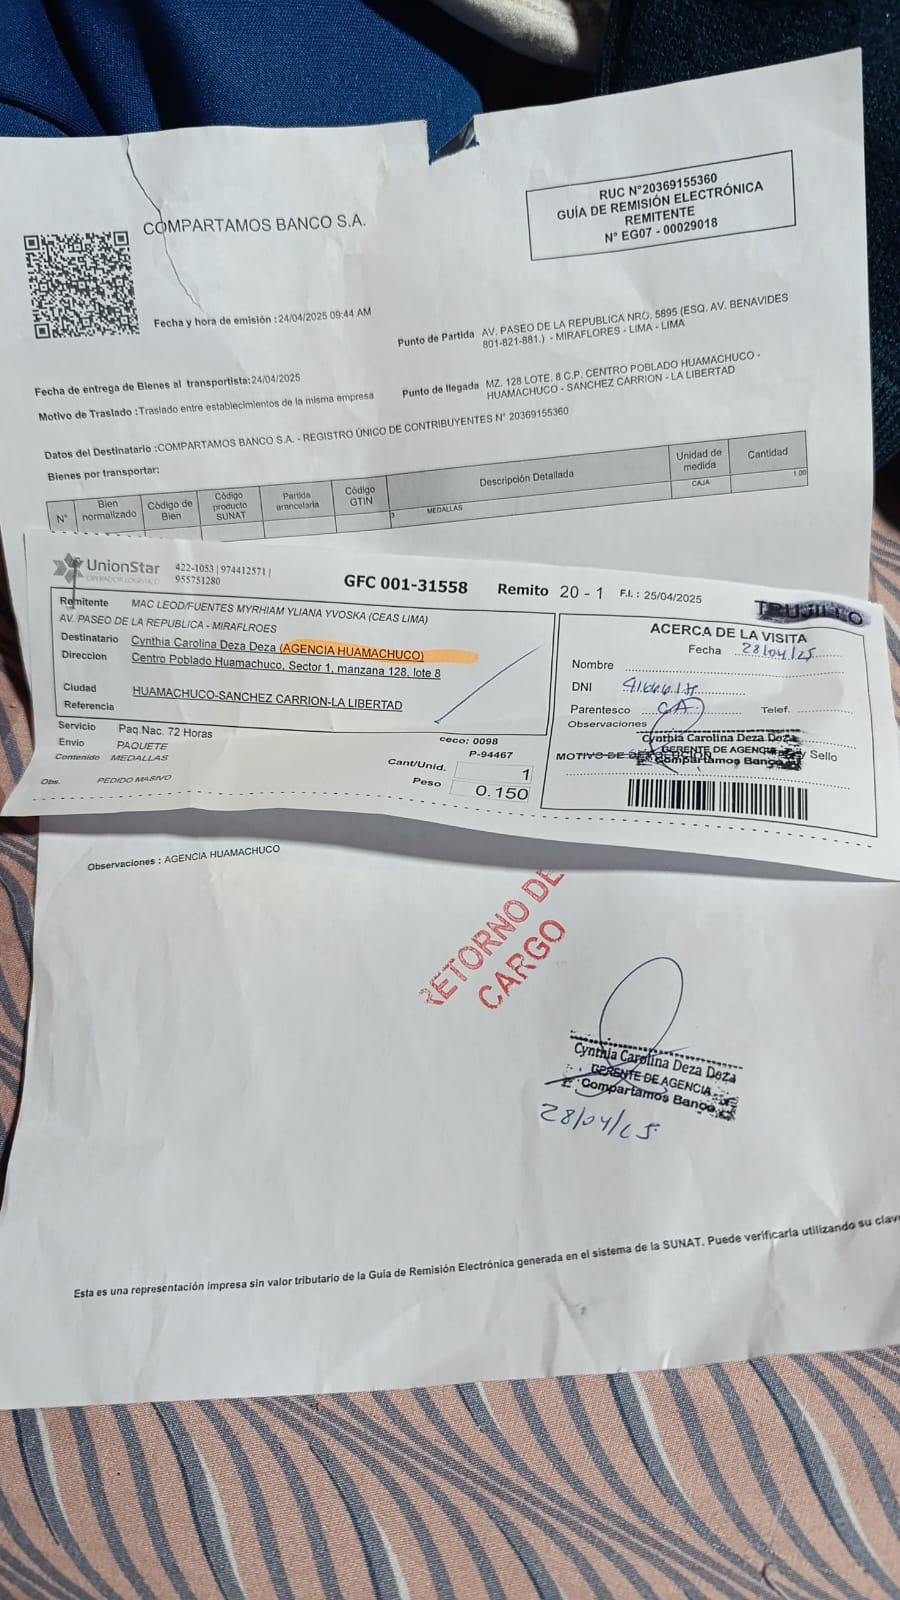 COMPARTAMOS BANCO S.A.
RUC N°20369155360
GUÍA DE REMISIÓN ELECTRÓNICA
REMITENTE
N° EG07 - 00029018
Fecha y hora de emisión :24/04/2025 09:44 AM
Punto de Partida AV. PASEO DE LA REPUBLICA NRO. 5895 (ESQ. AV. BENAVIDES
801-821-881.) - MIRAFLORES - LIMA - LIMA
Fecha de entrega de Bienes al transportista:24/04/2025
Punto de llegada MZ. 128 LOTE. 8 C.P. CENTRO POBLADO HUAMACHUCO -
HUAMACHUCO - SANCHEZ CARRION - LA LIBERTAD
Motivo de Traslado :Traslado entre establecimientos de la misma empresa
Datos del Destinatario :COMPARTAMOS BANCO S.A. - REGISTRO ÚNICO DE CONTRIBUYENTES N° 20369155360
Bienes por transportar:
N° Bien normalizado Código de Bien Código producto SUNAT Partida arancelaria Código GTIN Descripción Detallada Unidad de medida Cantidad
MEDALLAS CAJA 1.00
UnionStar
OPERADOR LOGISTICO
422-1053 | 974412571 |
955751280
GFC 001-31558 Remito 20 - 1 F.I. : 25/04/2025
TRUJILLO
Remitente MAC LEOD/FUENTES MYRHIAM YLIANA YVOSKA (CEAS LIMA)
AV. PASEO DE LA REPUBLICA - MIRAFLROES
Destinatario Cynthia Carolina Deza Deza (AGENCIA HUAMACHUCO)
Direccion Centro Poblado Huamachuco, Sector 1, manzana 128, lote 8
Ciudad HUAMACHUCO-SANCHEZ CARRION-LA LIBERTAD
Referencia
Servicio Paq.Nac. 72 Horas
Envio PAQUETE
Contenido MEDALLAS
Obs. PEDIDO MASIVO
ceco: 0098
P-94467
Cant/Unid. 1
Peso 0.150
ACERCA DE LA VISITA
Fecha 28/04/25
Nombre
DNI
Parentesco Telef.
Observaciones
Cynthia Carolina Deza Deza
GERENTE DE AGENCIA
Compartamos Banco
MOTIVO DE y Sello
Observaciones : AGENCIA HUAMACHUCO
RETORNO DE
CARGO
Cynthia Carolina Deza Deza
GERENTE DE AGENCIA
Compartamos Banco
28/04/25
Esta es una representación impresa sin valor tributario de la Guía de Remisión Electrónica generada en el sistema de la SUNAT. Puede verificarla utilizando su